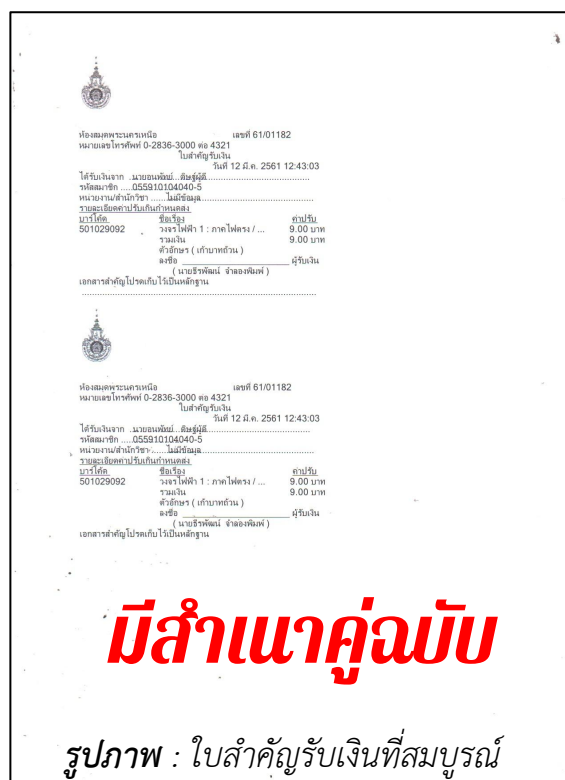 ห้องสมุดพระนครเหนือ เลขที่ 61/01182
หมายเลขโทรศัพท์ 0-2836-3000 ต่อ 4321
ใบสำคัญรับเงิน
วันที่ 12 มี.ค. 2561 12:43:03
ได้รับเงินจาก ..นายอนพัทย์...ดิษฐ์ผู้ดี
รหัสสมาชิก .....055910104040-5
หน่วยงาน/สำนักวิชา .......ไม่มีข้อมูล
รายละเอียดค่าปรับเกินกำหนดส่ง
บาร์โค้ด ชื่อเรื่อง ค่าปรับ
501029092 วงจรไฟฟ้า 1 : ภาคไฟตรง / ... 9.00 บาท
รวมเงิน 9.00 บาท
ตัวอักษร ( เก้าบาทถ้วน )
ลงชื่อ ผู้รับเงิน
( นายธีรพัฒน์ จำลองพิมพ์ )
เอกสารสำคัญโปรดเก็บไว้เป็นหลักฐาน
ห้องสมุดพระนครเหนือ เลขที่ 61/01182
หมายเลขโทรศัพท์ 0-2836-3000 ต่อ 4321
ใบสำคัญรับเงิน
วันที่ 12 มี.ค. 2561 12:43:03
ได้รับเงินจาก ..นายอนพัทย์...ดิษฐ์ผู้ดี
รหัสสมาชิก .....055910104040-5
หน่วยงาน/สำนักวิชา .......ไม่มีข้อมูล
รายละเอียดค่าปรับเกินกำหนดส่ง
บาร์โค้ด ชื่อเรื่อง ค่าปรับ
501029092 วงจรไฟฟ้า 1 : ภาคไฟตรง / ... 9.00 บาท
รวมเงิน 9.00 บาท
ตัวอักษร ( เก้าบาทถ้วน )
ลงชื่อ ผู้รับเงิน
( นายธีรพัฒน์ จำลองพิมพ์ )
เอกสารสำคัญโปรดเก็บไว้เป็นหลักฐาน
มีสำเนาคู่ฉบับ
รูปภาพ : ใบสำคัญรับเงินที่สมบูรณ์